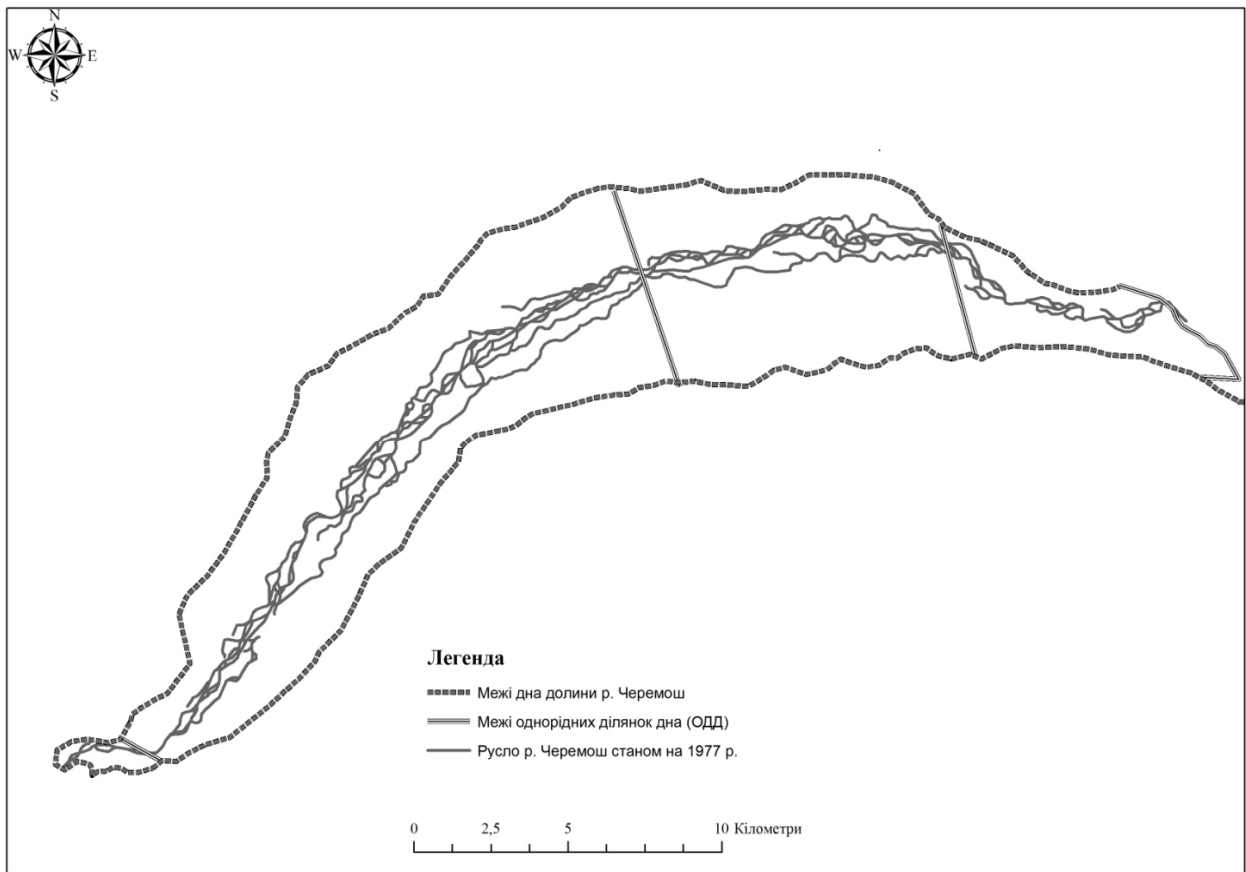 N
W E
S
Легенда
Межі дна долини р. Черемош
Межі однорідних ділянок дна (ОДД)
Русло р. Черемош станом на 1977 р.
0 2,5 5 10 Кілометри